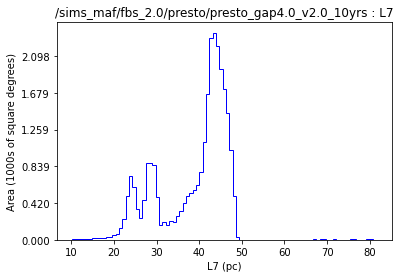 /sims_maf/fbs_2.0/presto/presto_gap4.0_v2.0_10yrs : L7
Area (1000s of square degrees)
2.098
1.679
1.259
0.839
0.420
0.000
10 20 30 40 50 60 70 80
L7 (pc)